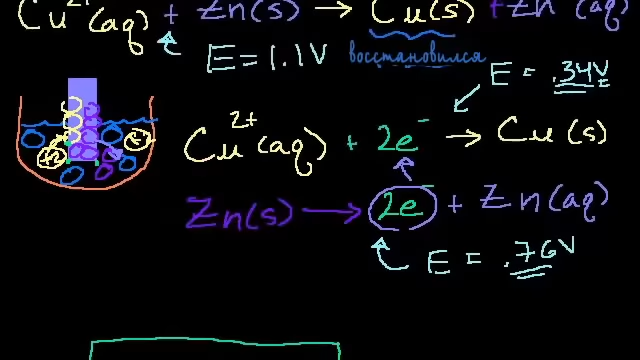 Cu²⁺(aq) + Zn(s) → Cu(s) + Zn (aq)
E = 1.1V
восстановился
E = .34V
Cu²⁺(aq) + 2e⁻ → Cu(s)
+2
Zn(s) → 2e⁻ + Zn(aq)
E = .76V